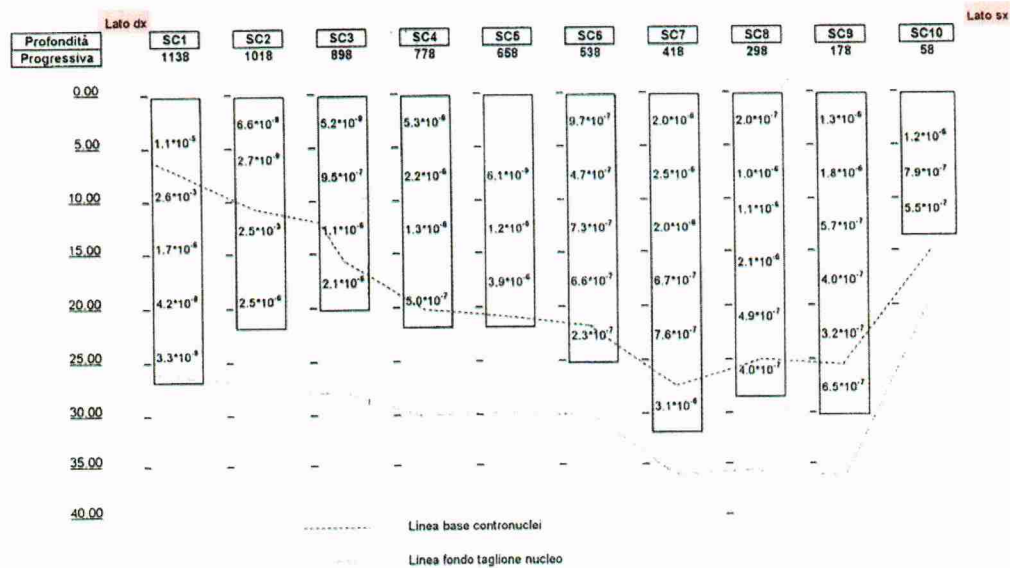 Lato dx
Lato sx
Profondità SC1 SC2 SC3 SC4 SC5 SC6 SC7 SC8 SC9 SC10
Progressiva 1138 1018 898 778 658 538 418 298 178 58
0.00
6.6*10⁻⁸ 5.2*10⁻⁸ 5.3*10⁻⁶ 9.7*10⁻⁷ 2.0*10⁻⁶ 2.0*10⁻⁷ 1.3*10⁻⁶
1.1*10⁻⁵ 1.2*10⁻⁶
5.00
2.7*10⁻⁸ 9.5*10⁻⁷ 2.2*10⁻⁶ 6.1*10⁻⁹ 4.7*10⁻⁷ 2.5*10⁻⁶ 1.0*10⁻⁶ 1.8*10⁻⁶ 7.9*10⁻⁷
2.6*10⁻³ 1.1*10⁻⁶ 5.5*10⁻⁷
10.00
2.5*10⁻³ 1.1*10⁻⁶ 1.3*10⁻⁶ 1.2*10⁻⁶ 7.3*10⁻⁷ 2.0*10⁻⁶ 5.7*10⁻⁷
1.7*10⁻⁶
15.00
2.1*10⁻⁶ 3.9*10⁻⁶ 6.6*10⁻⁷ 6.7*10⁻⁷ 2.1*10⁻⁶ 4.0*10⁻⁷
4.2*10⁻⁸ 2.5*10⁻⁶ 5.0*10⁻⁷
20.00
2.3*10⁻⁷ 7.6*10⁻⁷ 4.9*10⁻⁷ 3.2*10⁻⁷
3.3*10⁻⁸
25.00
4.0*10⁻⁷ 6.5*10⁻⁷
3.1*10⁻⁶
30.00
35.00
40.00
Linea base contronuclei
Linea fondo taglione nucleo